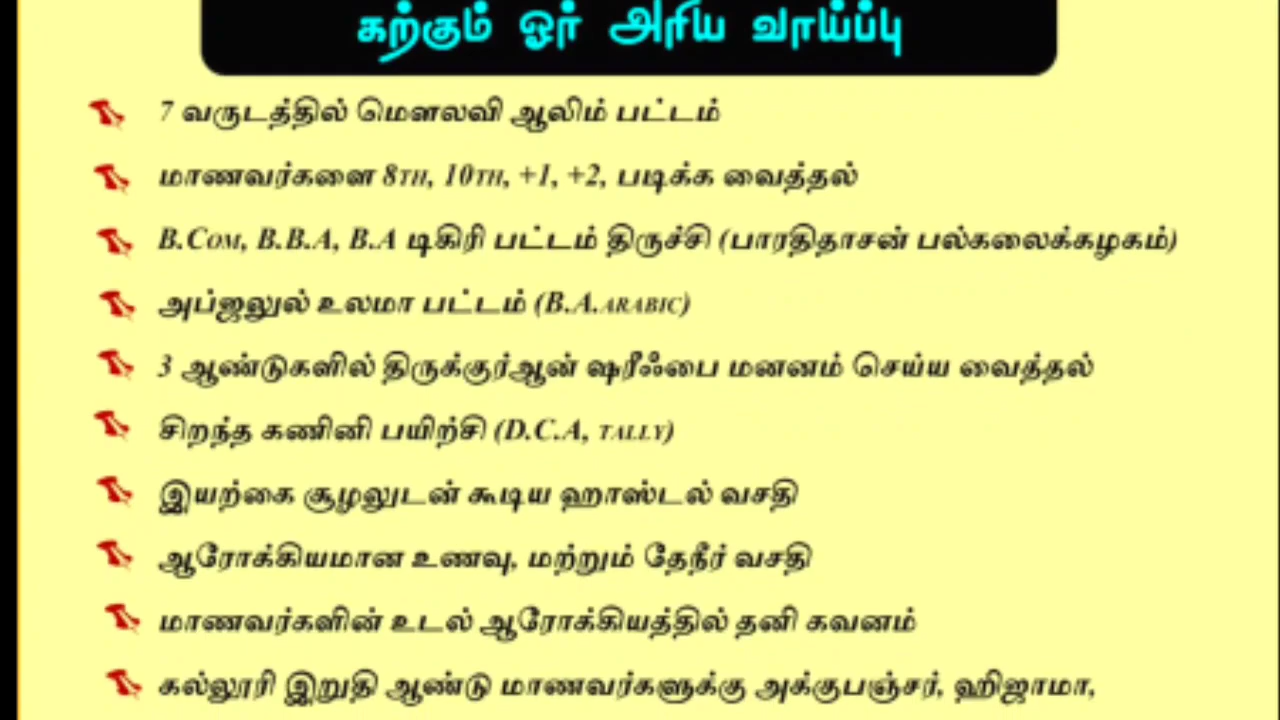 கற்கும் ஓர் அரிய வாய்ப்பு
7 வருடத்தில் மௌலவி ஆலிம் பட்டம்
மாணவர்களை 8TH, 10TH, +1, +2, படிக்க வைத்தல்
B.COM, B.B.A, B.A டிகிரி பட்டம் திருச்சி (பாரதிதாசன் பல்கலைக்கழகம்)
அப்ஜலுல் உலமா பட்டம் (B.A.ARABIC)
3 ஆண்டுகளில் திருக்குர்ஆன் ஷரீஃபை மனனம் செய்ய வைத்தல்
சிறந்த கணினி பயிற்சி (D.C.A, TALLY)
இயற்கை சூழலுடன் கூடிய ஹாஸ்டல் வசதி
ஆரோக்கியமான உணவு, மற்றும் தேநீர் வசதி
மாணவர்களின் உடல் ஆரோக்கியத்தில் தனி கவனம்
கல்லூரி இறுதி ஆண்டு மாணவர்களுக்கு அக்குபஞ்சர், ஹிஜாமா,